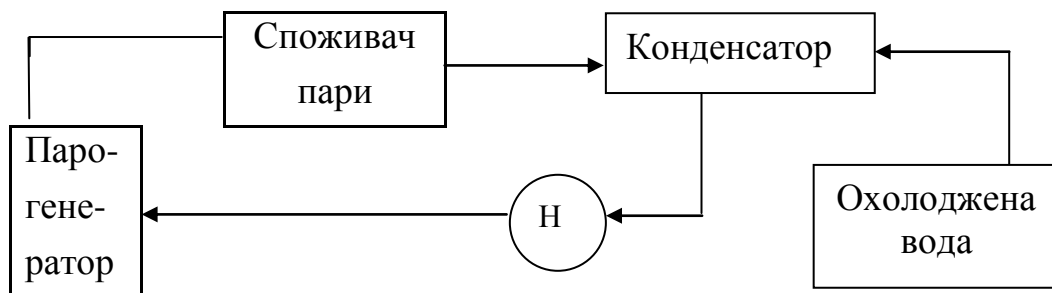 Споживач
пари
Конденсатор
Паро-
гене-
ратор
Н
Охолоджена
вода